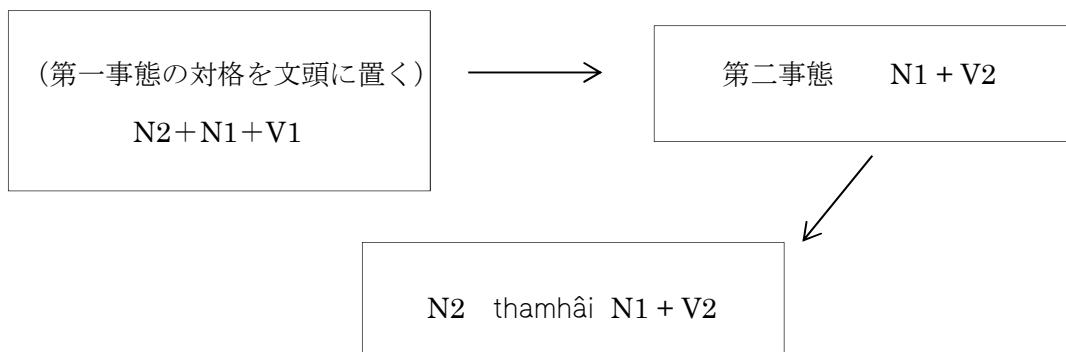 （第一事態の対格を文頭に置く）
N2＋N1＋V1
第二事態　　N1 + V2
N2　thamhâi N1 + V2